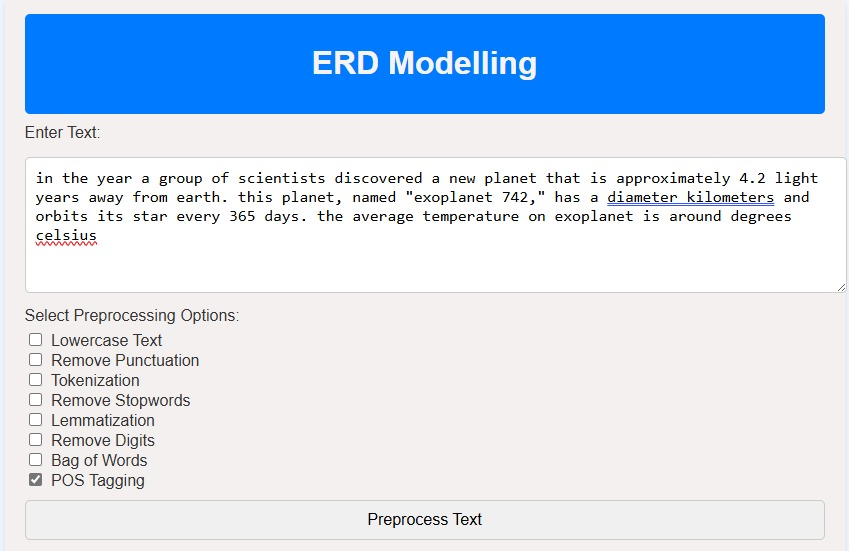 ERD Modelling
Enter Text:
in the year a group of scientists discovered a new planet that is approximately 4.2 light
years away from earth. this planet, named "exoplanet 742," has a diameter kilometers and
orbits its star every 365 days. the average temperature on exoplanet is around degrees
celsius
Select Preprocessing Options:
Lowercase Text
Remove Punctuation
Tokenization
Remove Stopwords
Lemmatization
Remove Digits
Bag of Words
POS Tagging
Preprocess Text